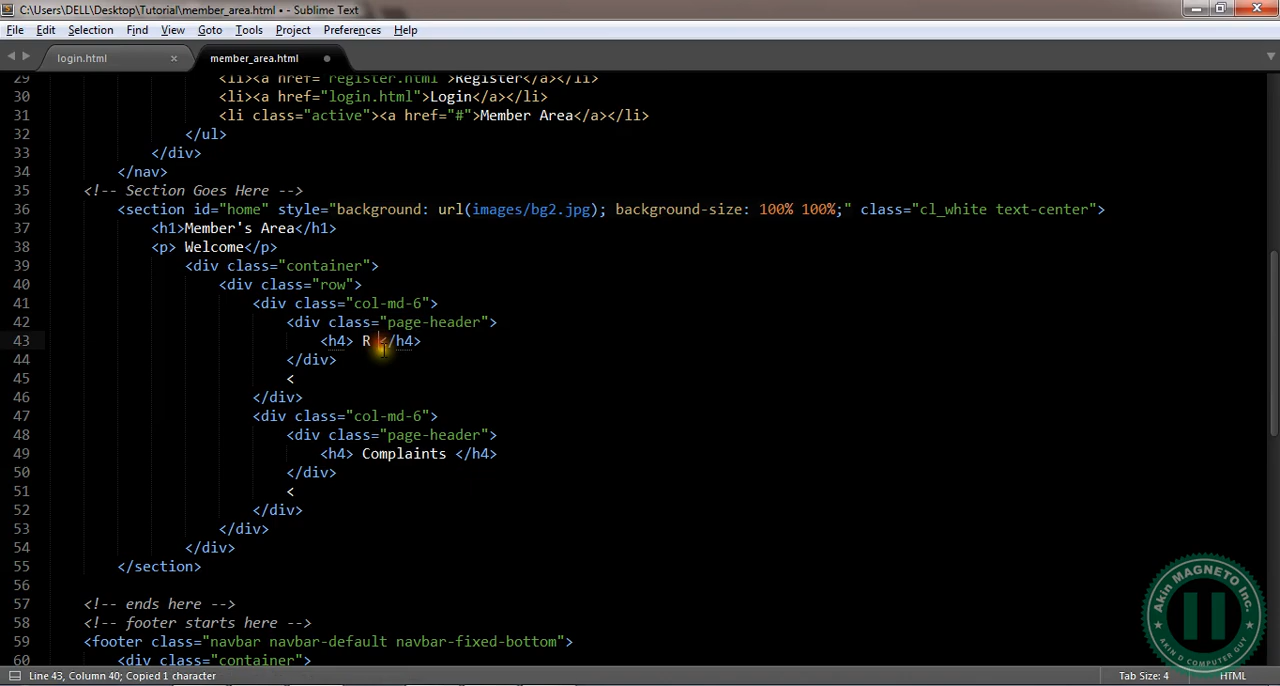 C:\Users\DELL\Desktop\Tutorial\member_area.html • - Sublime Text
File Edit Selection Find View Goto Tools Project Preferences Help
login.html × member_area.html
29 <li><a href="register.html">Register</a></li>
30 <li><a href="login.html">Login</a></li>
31 <li class="active"><a href="#">Member Area</a></li>
32 </ul>
33 </div>
34 </nav>
35 <!-- Section Goes Here -->
36 <section id="home" style="background: url(images/bg2.jpg); background-size: 100% 100%;" class="cl_white text-center">
37 <h1>Member's Area</h1>
38 <p> Welcome</p>
39 <div class="container">
40 <div class="row">
41 <div class="col-md-6">
42 <div class="page-header">
43 <h4> R </h4>
44 </div>
45 <
46 </div>
47 <div class="col-md-6">
48 <div class="page-header">
49 <h4> Complaints </h4>
50 </div>
51 <
52 </div>
53 </div>
54 </div>
55 </section>
56
57 <!-- ends here -->
58 <!-- footer starts here -->
59 <footer class="navbar navbar-default navbar-fixed-bottom">
60 <div class="container">
Akin MAGNETO Inc.
AKIN D COMPUTER GUY
Line 43, Column 40; Copied 1 character Tab Size: 4 HTML